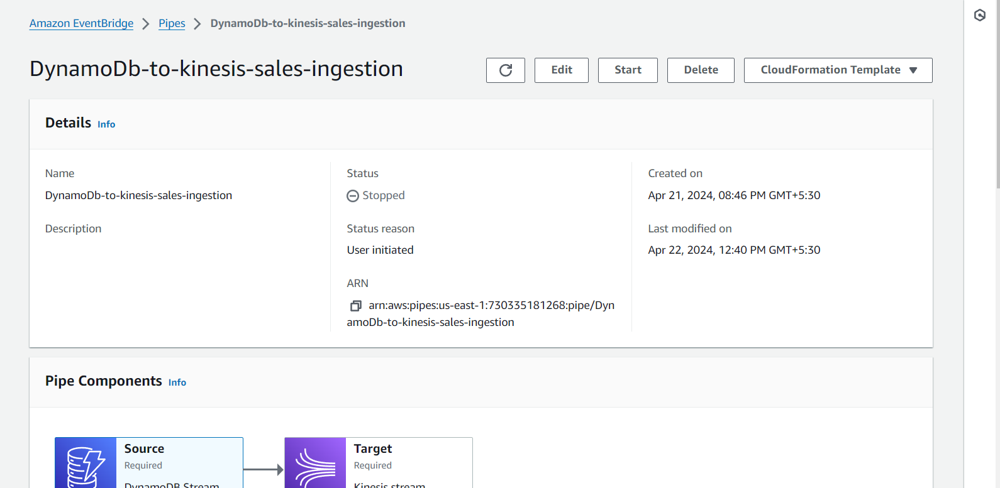 Amazon EventBridge > Pipes > DynamoDb-to-kinesis-sales-ingestion
DynamoDb-to-kinesis-sales-ingestion
Edit
Start
Delete
CloudFormation Template
Details Info
Name
DynamoDb-to-kinesis-sales-ingestion
Description
Status
Stopped
Status reason
User initiated
ARN
arn:aws:pipes:us-east-1:730335181268:pipe/Dyn
amoDb-to-kinesis-sales-ingestion
Created on
Apr 21, 2024, 08:46 PM GMT+5:30
Last modified on
Apr 22, 2024, 12:40 PM GMT+5:30
Pipe Components Info
Source
Required
DynamoDB Stream
Target
Required
Kinesis stream